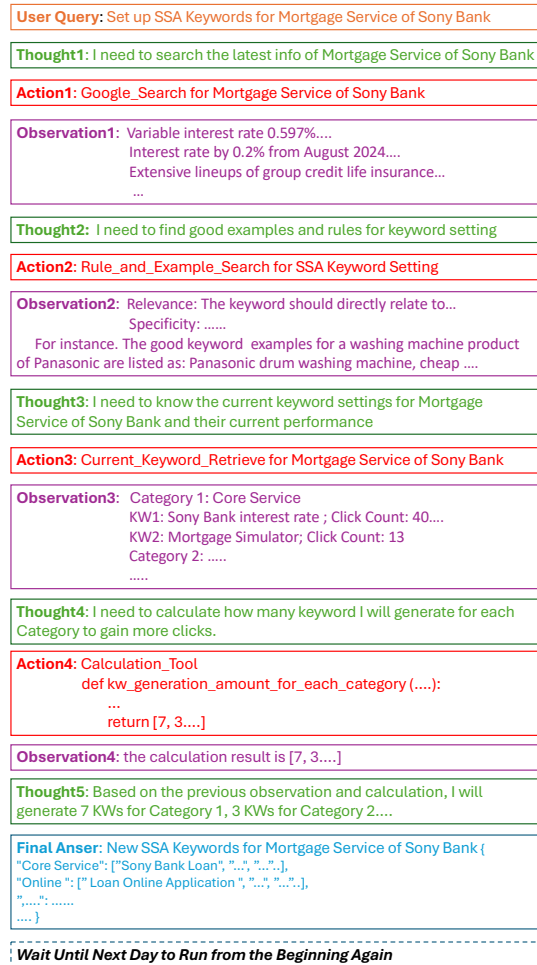 User Query: Set up SSA Keywords for Mortgage Service of Sony Bank
Thought1: I need to search the latest info of Mortgage Service of Sony Bank
Action1: Google_Search for Mortgage Service of Sony Bank
Observation1: Variable interest rate 0.597%....
Interest rate by 0.2% from August 2024....
Extensive lineups of group credit life insurance...
...
Thought2: I need to find good examples and rules for keyword setting
Action2: Rule_and_Example_Search for SSA Keyword Setting
Observation2: Relevance: The keyword should directly relate to...
Specificity: ......
For instance. The good keyword examples for a washing machine product
of Panasonic are listed as: Panasonic drum washing machine, cheap ....
Thought3: I need to know the current keyword settings for Mortgage
Service of Sony Bank and their current performance
Action3: Current_Keyword_Retrieve for Mortgage Service of Sony Bank
Observation3: Category 1: Core Service
KW1: Sony Bank interest rate ; Click Count: 40....
KW2: Mortgage Simulator; Click Count: 13
Category 2: .....
.....
Thought4: I need to calculate how many keyword I will generate for each
Category to gain more clicks.
Action4: Calculation_Tool
def kw_generation_amount_for_each_category (....):
...
return [7, 3....]
Observation4: the calculation result is [7, 3....]
Thought5: Based on the previous observation and calculation, I will
generate 7 KWs for Category 1, 3 KWs for Category 2....
Final Anser: New SSA Keywords for Mortgage Service of Sony Bank {
"Core Service": ["Sony Bank Loan", "...", "..."..],
"Online ": [" Loan Online Application ", "...", "..."..],
",....": ......
.... }
Wait Until Next Day to Run from the Beginning Again